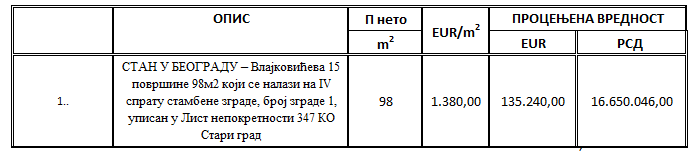 ОПИС
П нето
EUR/m²
ПРОЦЕЊЕНА ВРЕДНОСТ
m²
EUR
РСД
1..
СТАН У БЕОГРАДУ – Влајковићева 15
површине 98м2 који се налази на IV
спрату стамбене зграде, број зграде 1,
уписан у Лист непокретности 347 КО
Стари град
98
1.380,00
135.240,00
16.650.046,00